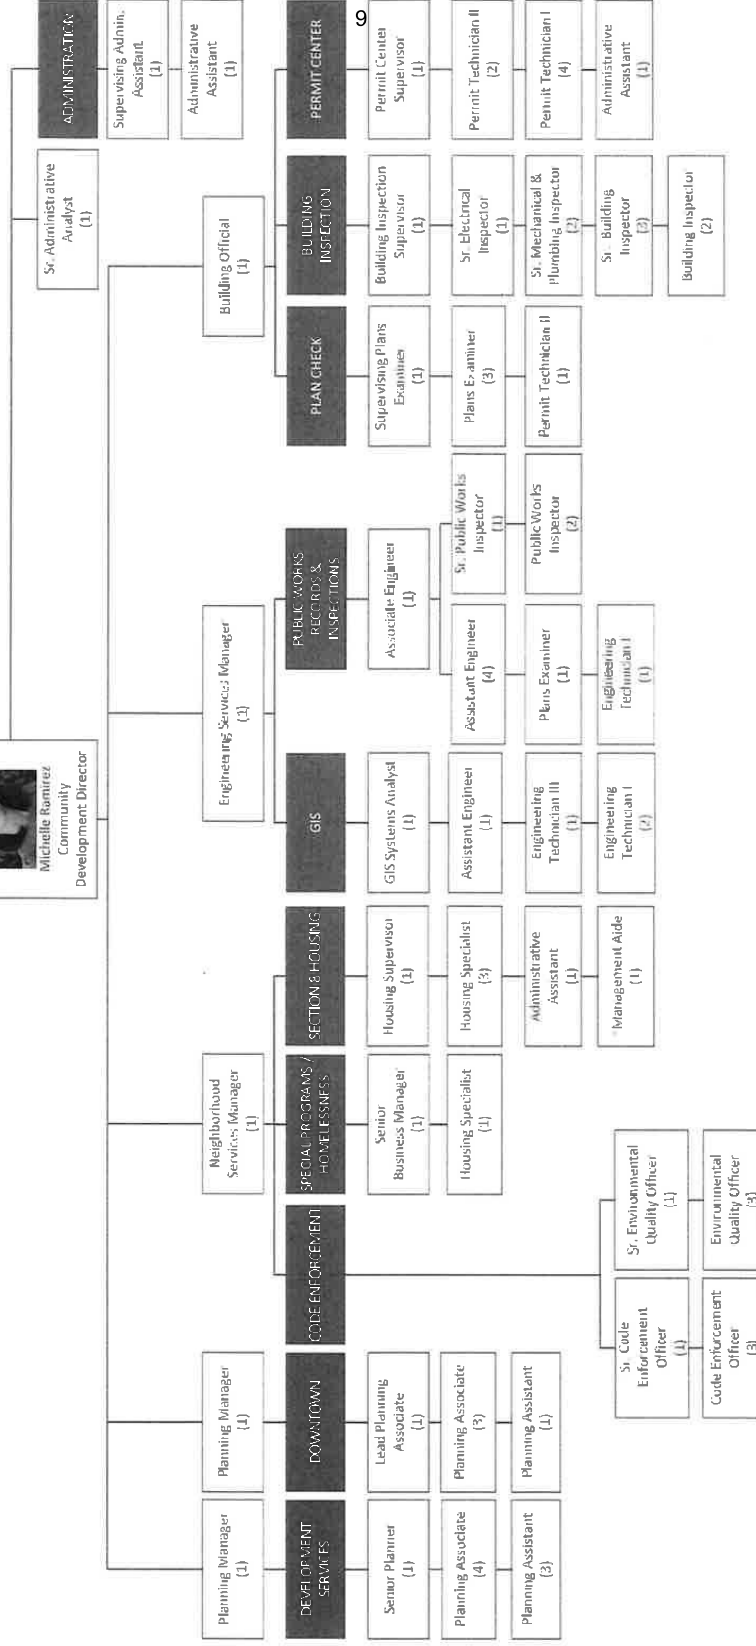 9
Michelle Ramirez
Community
Development Director
Sr. Administrative
Analyst
(1)
ADMINISTRATION
Supervising Admin.
Assistant
(1)
Administrative
Assistant
(1)
Planning Manager
(1)
DEVELOPMENT
SERVICES
Senior Planner
(1)
Planning Associate
(4)
Planning Assistant
(3)
Planning Manager
(1)
DOWNTOWN
Lead Planning
Associate
(1)
Planning Associate
(3)
Planning Assistant
(1)
Neighborhood
Services Manager
(1)
CODE ENFORCEMENT
Sr. Code
Enforcement
Officer
(1)
Code Enforcement
Officer
(3)
Sr. Environmental
Quality Officer
(1)
Environmental
Quality Officer
(3)
SPECIAL PROGRAMS /
HOMELESSNESS
Senior
Business Manager
(1)
Housing Specialist
(1)
SECTION 8 HOUSING
Housing Supervisor
(1)
Housing Specialist
(3)
Administrative
Assistant
(1)
Management Aide
(1)
Engineering Services Manager
(1)
GIS
GIS Systems Analyst
(1)
Assistant Engineer
(1)
Engineering
Technician III
(1)
Engineering
Technician I
(2)
PUBLIC WORKS
RECORDS &
INSPECTIONS
Associate Engineer
(1)
Assistant Engineer
(4)
Plans Examiner
(1)
Engineering
Technician I
(1)
Sr. Public Works
Inspector
(1)
Public Works
Inspector
(2)
Building Official
(1)
PLAN CHECK
Supervising Plans
Examiner
(1)
Plans Examiner
(3)
Permit Technician II
(1)
BUILDING
INSPECTION
Building Inspection
Supervisor
(1)
Sr. Electrical
Inspector
(1)
Sr. Mechanical &
Plumbing Inspector
(2)
Sr. Building
Inspector
(3)
Building Inspector
(2)
PERMIT CENTER
Permit Center
Supervisor
(1)
Permit Technician II
(2)
Permit Technician I
(4)
Administrative
Assistant
(1)